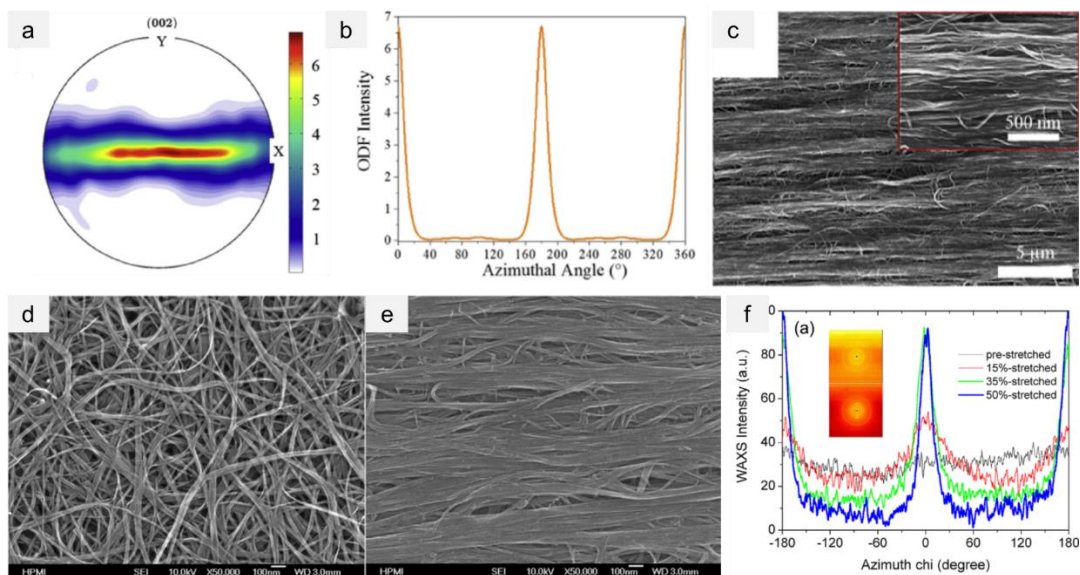 a
(002)
Y
X
6
5
4
3
2
1
b
ODF Intensity
7
6
5
4
3
2
1
0
0 40 80 120 160 200 240 280 320 360
Azimuthal Angle (°)
c
500 nm
5 μm
d
HPMI SEI 10.0kV X50,000 100nm WD 3.0mm
e
HPMI SEI 10.0kV X50,000 100nm WD 3.0mm
f
(a)
pre-stretched
15%-stretched
35%-stretched
50%-stretched
WAXS Intensity (a.u.)
0
80
60
40
20
0
-180 -120 -60 0 60 120 180
Azimuth chi (degree)